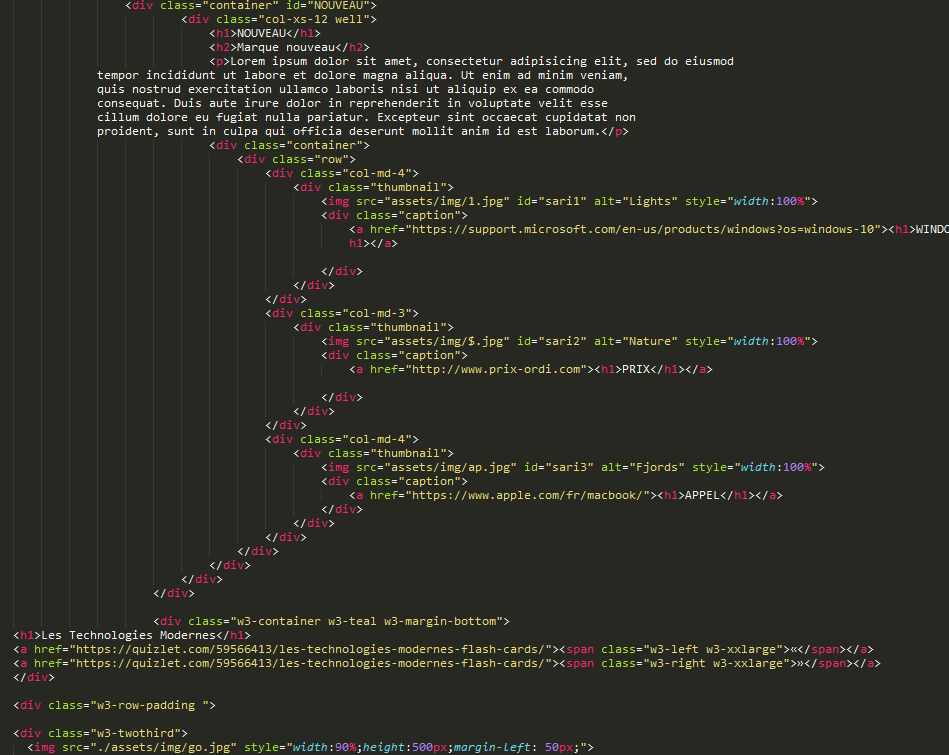 <div class="container" id="NOUVEAU">
<div class="col-xs-12 well">
<h1>NOUVEAU</h1>
<h2>Marque nouveau</h2>
<p>Lorem ipsum dolor sit amet, consectetur adipisicing elit, sed do eiusmod
tempor incididunt ut labore et dolore magna aliqua. Ut enim ad minim veniam,
quis nostrud exercitation ullamco laboris nisi ut aliquip ex ea commodo
consequat. Duis aute irure dolor in reprehenderit in voluptate velit esse
cillum dolore eu fugiat nulla pariatur. Excepteur sint occaecat cupidatat non
proident, sunt in culpa qui officia deserunt mollit anim id est laborum.</p>
<div class="container">
<div class="row">
<div class="col-md-4">
<div class="thumbnail">
<img src="assets/img/1.jpg" id="sari1" alt="Lights" style="width:100%">
<div class="caption">
<a href="https://support.microsoft.com/en-us/products/windows?os=windows-10"><h1>WINDO
h1></a>
</div>
</div>
</div>
<div class="col-md-3">
<div class="thumbnail">
<img src="assets/img/$.jpg" id="sari2" alt="Nature" style="width:100%">
<div class="caption">
<a href="http://www.prix-ordi.com"><h1>PRIX</h1></a>
</div>
</div>
</div>
<div class="col-md-4">
<div class="thumbnail">
<img src="assets/img/ap.jpg" id="sari3" alt="Fjords" style="width:100%">
<div class="caption">
<a href="https://www.apple.com/fr/macbook/"><h1>APPEL</h1></a>
</div>
</div>
</div>
</div>
</div>
</div>
</div>
<div class="w3-container w3-teal w3-margin-bottom">
<h1>Les Technologies Modernes</h1>
<a href="https://quizlet.com/59566413/les-technologies-modernes-flash-cards/"><span class="w3-left w3-xxlarge">«</span></a>
<a href="https://quizlet.com/59566413/les-technologies-modernes-flash-cards/"><span class="w3-right w3-xxlarge">»</span></a>
</div>
<div class="w3-row-padding ">
<div class="w3-twothird">
<img src="./assets/img/go.jpg" style="width:90%;height:500px;margin-left: 50px;">